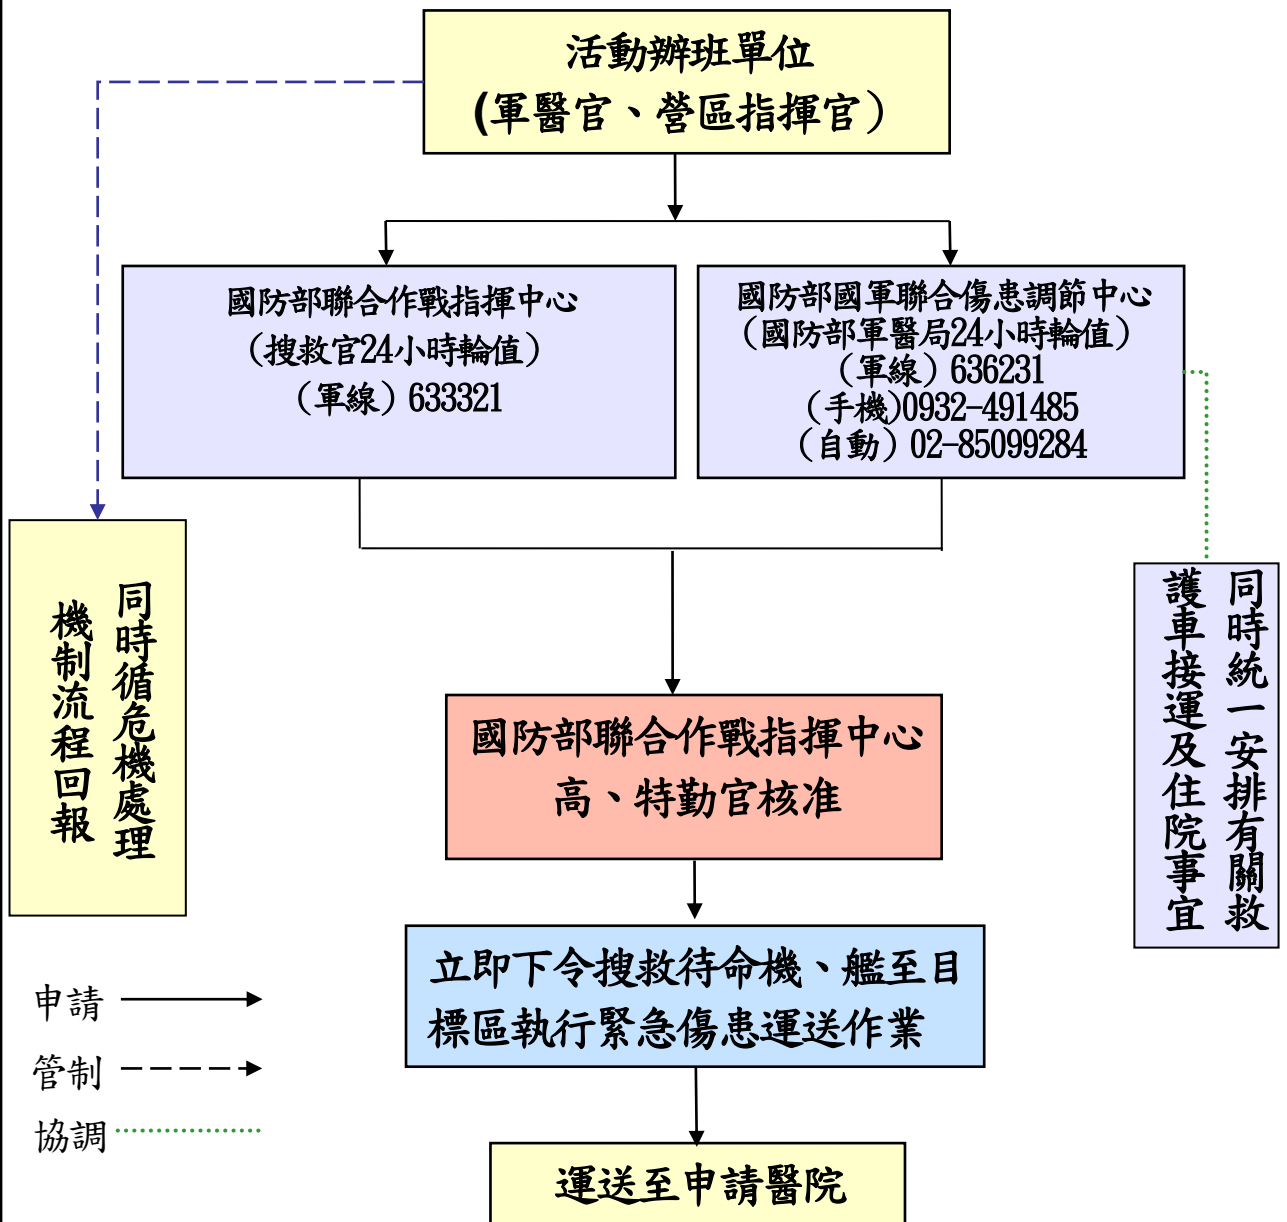 活動辦班單位
(軍醫官、營區指揮官）
國防部聯合作戰指揮中心
（搜救官24小時輪值）
（軍線）633321
國防部國軍聯合傷患調節中心
（國防部軍醫局24小時輪值）
（軍線）636231
（手機)0932-491485
（自動）02-85099284
同時循危機處理
機制流程回報
同時統一安排有關救
護車接運及住院事宜
國防部聯合作戰指揮中心
高、特勤官核准
立即下令搜救待命機、艦至目
標區執行緊急傷患運送作業
運送至申請醫院
申請
管制
協調